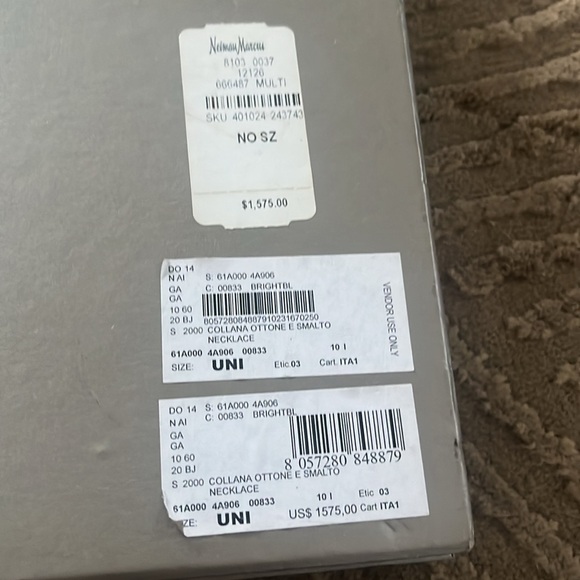 Neiman Marcus
8103 0037
12126
666487 MULTI
SKU 401024 243743
NO SZ
$1,575.00
DO 14 S: 61A000 4A906
N AI C: 00833 BRIGHTBL
GA
GA
10 60
20 BJ 805728084887910231670250
S 2000 COLLANA OTTONE E SMALTO
NECKLACE
61A000 4A906 00833 10 I
SIZE: UNI Etic.03 Cart. ITA1
VENDOR USE ONLY
DO 14 S: 61A000 4A906
N AI C: 00833 BRIGHTBL
GA
GA
10 60
20 BJ 8 057280 848879
S 2000 COLLANA OTTONE E SMALTO
NECKLACE
61A000 4A906 00833 10 I Etic 03
ZE: UNI US$ 1575,00 Cart ITA1